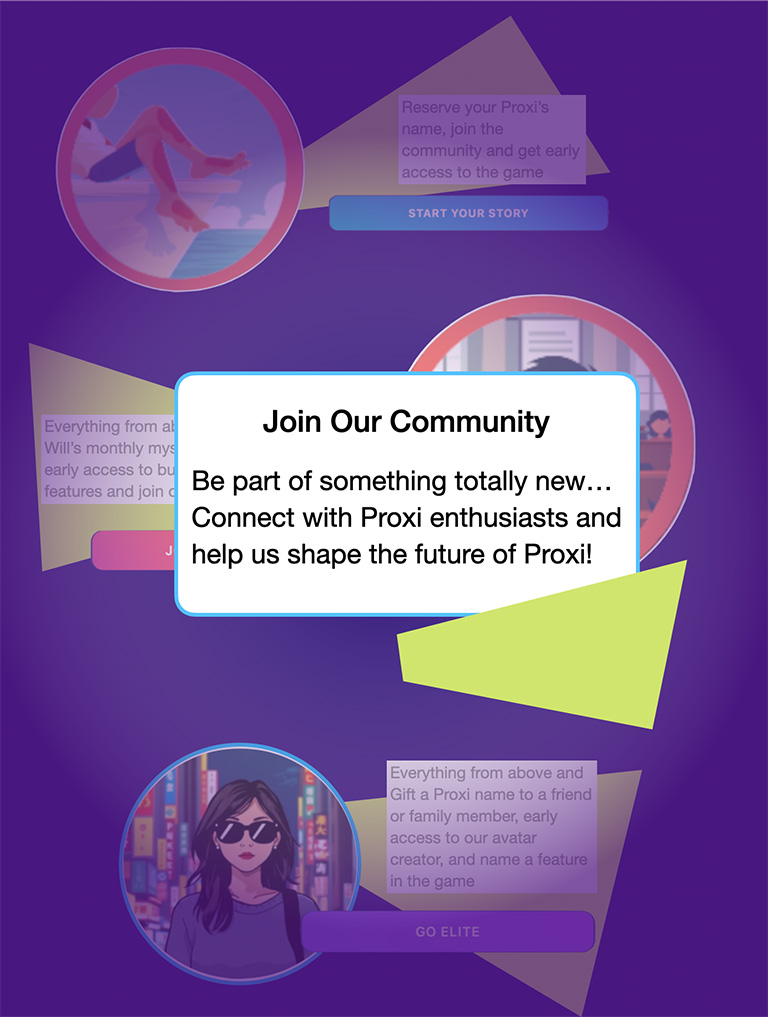 Reserve your Proxi's
name, join the
community and get early
access to the game
START YOUR STORY
Everything from
Will's monthly
early access to
features and join
Join Our Community
Be part of something totally new…
Connect with Proxi enthusiasts and
help us shape the future of Proxi!
Everything from above and
Gift a Proxi name to a friend
or family member, early
access to our avatar
creator, and name a feature
in the game
GO ELITE